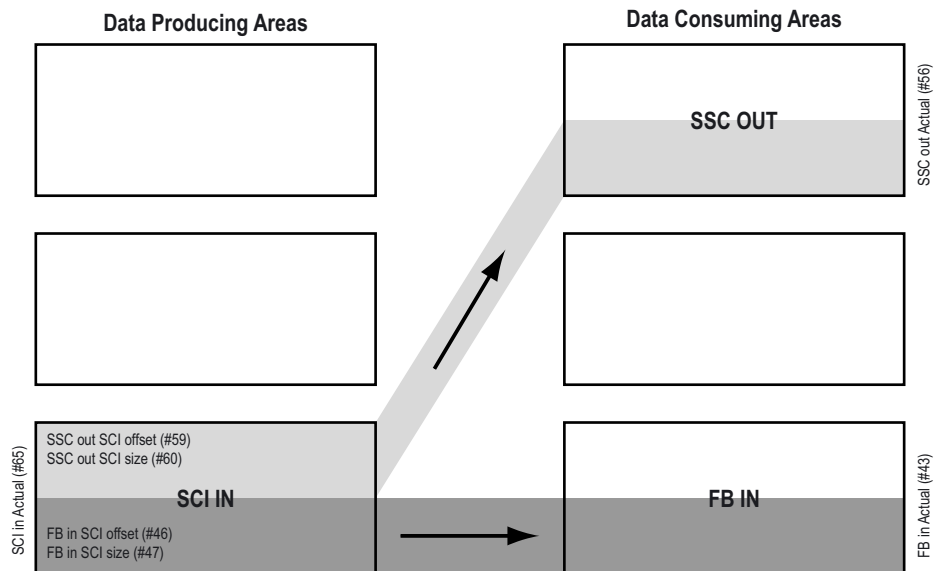 Data Producing Areas
Data Consuming Areas
SSC OUT
SSC out Actual (#56)
SCI in Actual (#65)
SSC out SCI offset (#59)
SSC out SCI size (#60)
SCI IN
FB in SCI offset (#46)
FB in SCI size (#47)
FB IN
FB in Actual (#43)